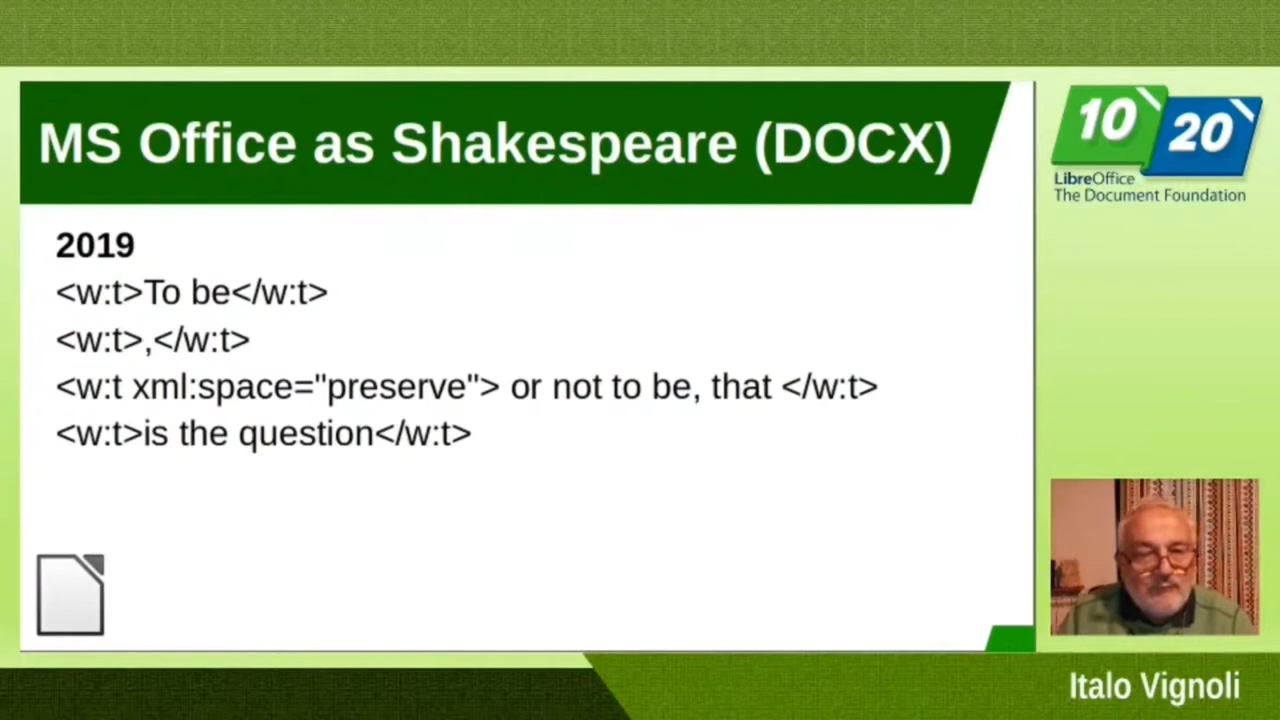 MS Office as Shakespeare (DOCX)
2019
<w:t>To be</w:t>
<w:t>,</w:t>
<w:t xml:space="preserve"> or not to be, that </w:t>
<w:t>is the question</w:t>
10 20
LibreOffice
The Document Foundation
Italo Vignoli